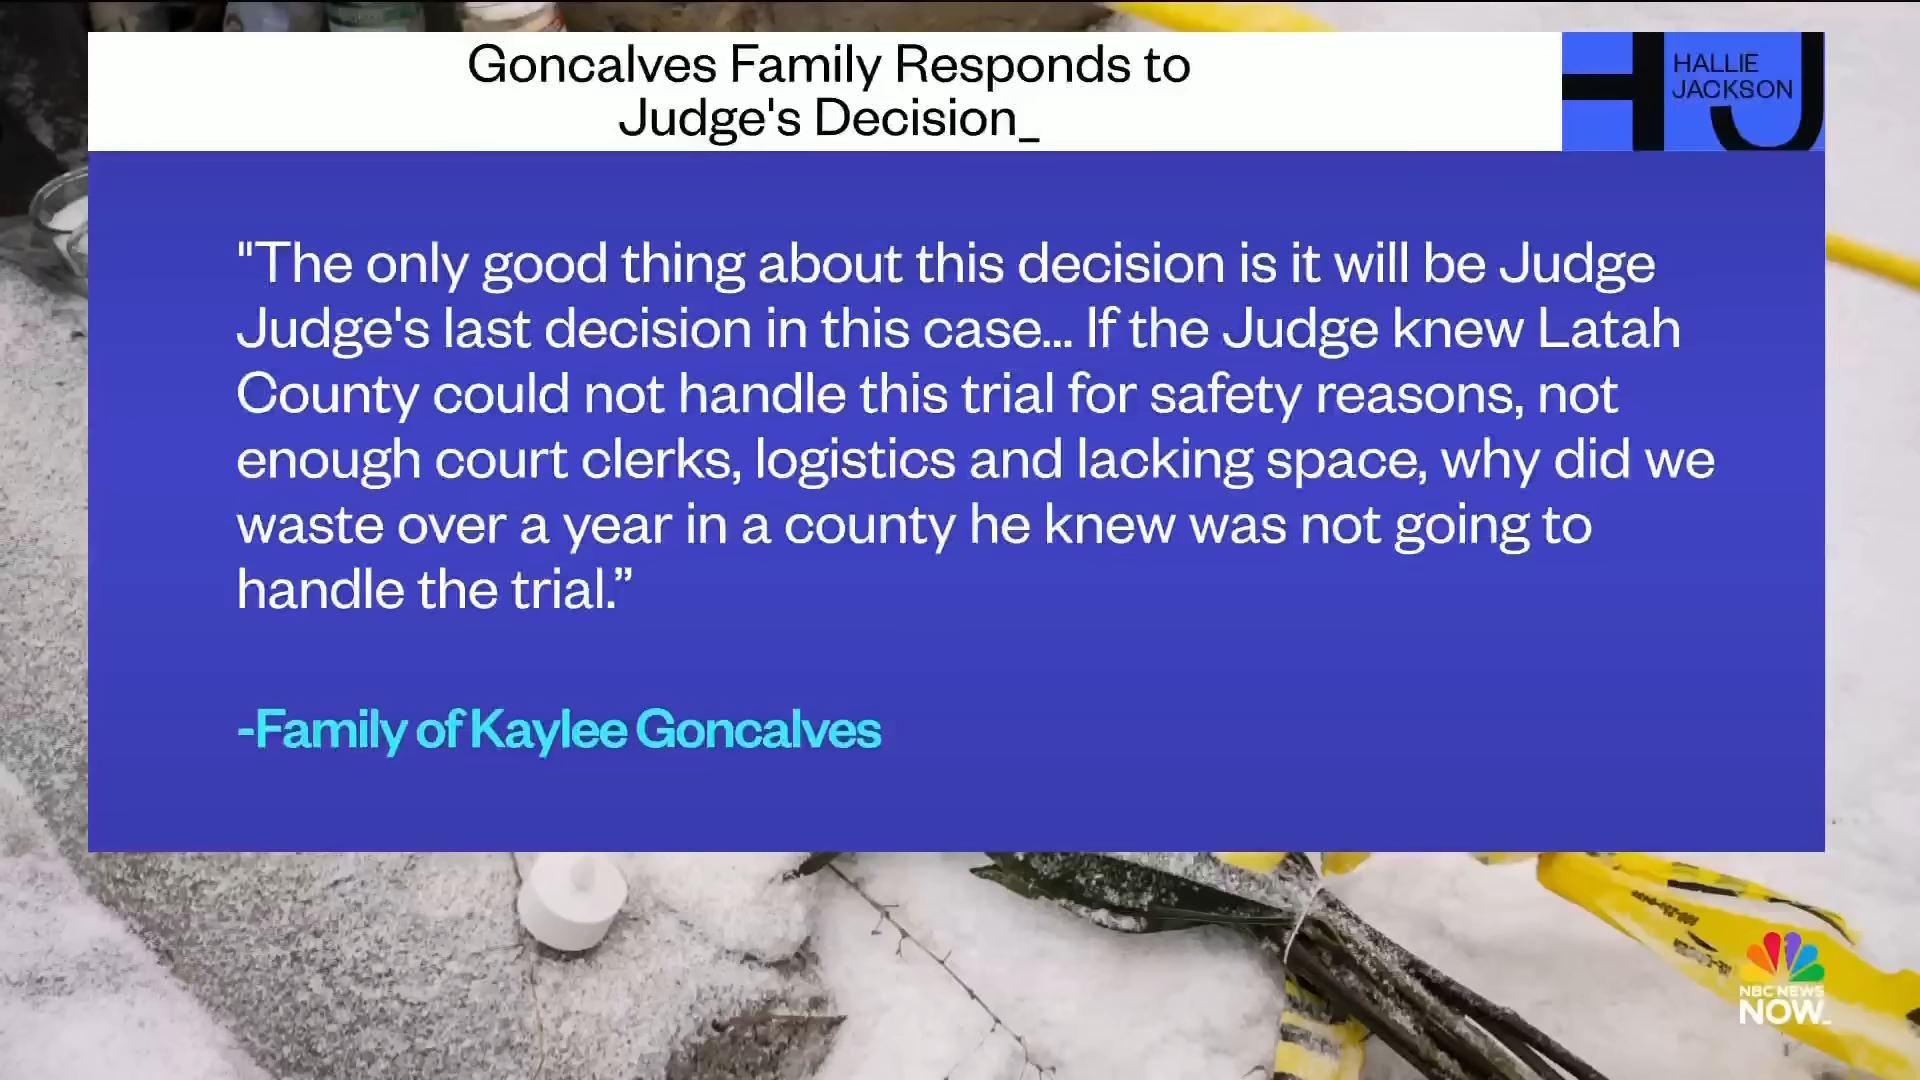 Goncalves Family Responds to
Judge's Decision_
HALLIE
JACKSON
"The only good thing about this decision is it will be Judge
Judge's last decision in this case... If the Judge knew Latah
County could not handle this trial for safety reasons, not
enough court clerks, logistics and lacking space, why did we
waste over a year in a county he knew was not going to
handle the trial.”
-Family of Kaylee Goncalves
NBC NEWS
NOW_